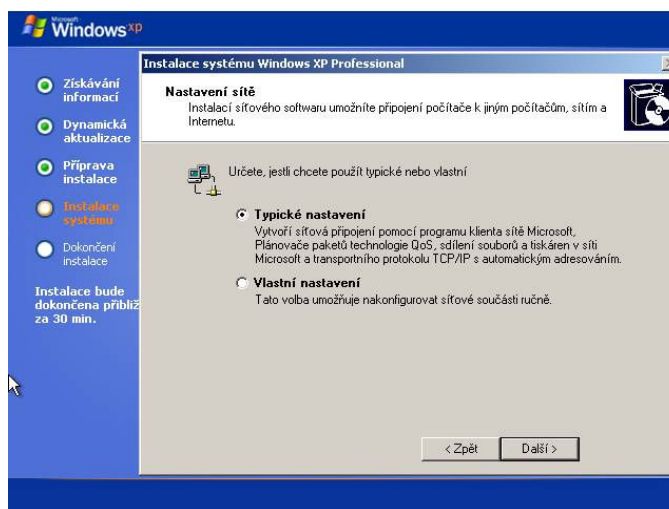 Microsoft
Windows xp
Instalace systému Windows XP Professional
Získávání
informací
Dynamická
aktualizace
Příprava
instalace
Instalace
systému
Dokončení
instalace
Instalace bude
dokončena přibliž
za 30 min.
Nastavení sítě
Instalací síťového softwaru umožníte připojení počítače k jiným počítačům, sítím a
Internetu.
Určete, jestli chcete použít typické nebo vlastní
Typické nastavení
Vytvoří síťová připojení pomocí programu klienta sítě Microsoft,
Plánovače paketů technologie QoS, sdílení souborů a tiskáren v síti
Microsoft a transportního protokolu TCP/IP s automatickým adresováním.
Vlastní nastavení
Tato volba umožňuje nakonfigurovat síťové součásti ručně.
< Zpět
Další >